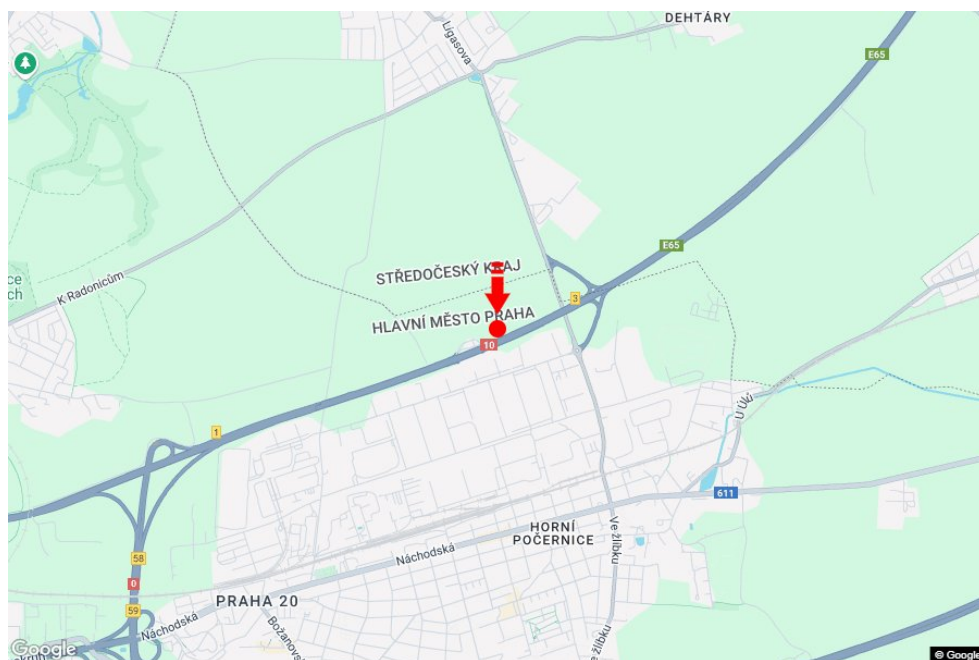 DEHTÁRY
Ligasova
E65
E65
K Radonicům
STŘEDOČESKÝ KRAJ
3
HLAVNÍ MĚSTO PRAHA
10
1
U Úlů
611
HORNÍ
POČERNICE
Ve žlíbku
58
Náchodská
0
59
PRAHA 20
Náchodská
Božanovská
Ve žlíbku
Google
© Google